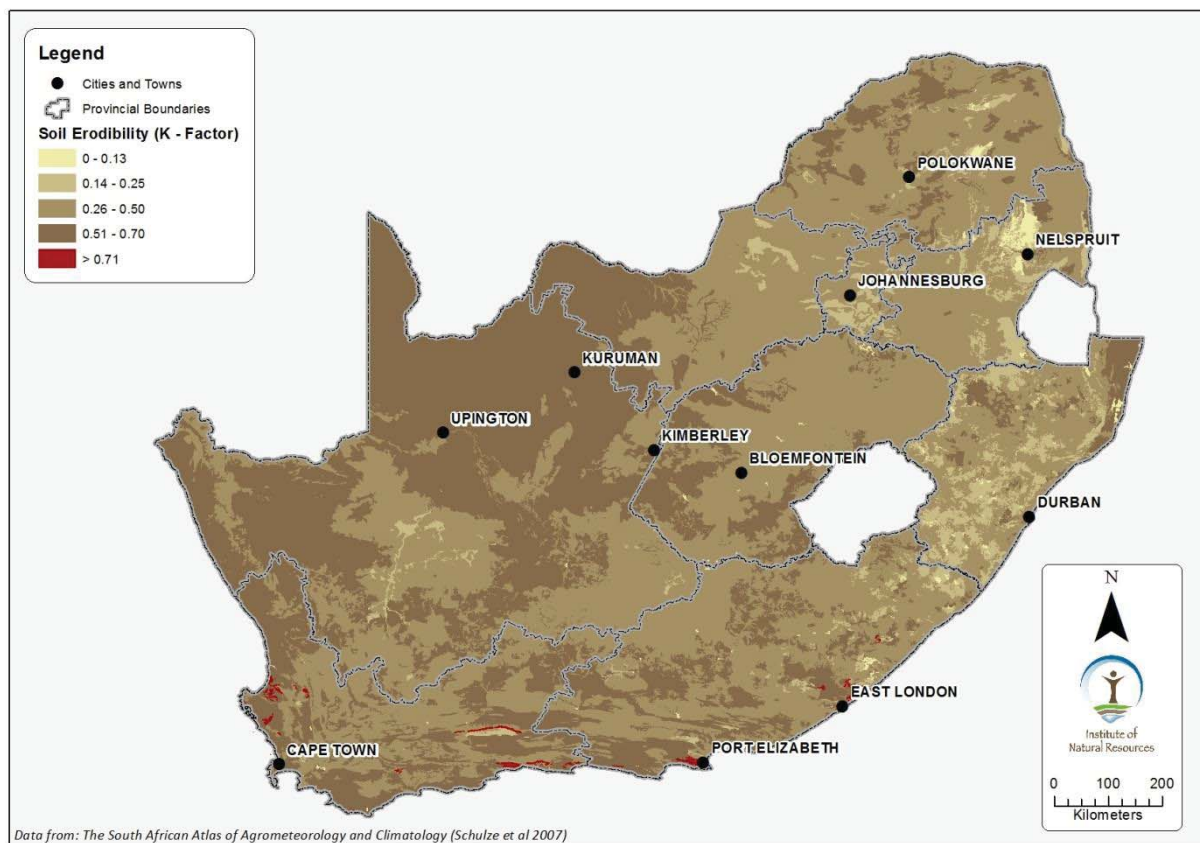 Legend
Cities and Towns
Provincial Boundaries
Soil Erodibility (K - Factor)
0 - 0.13
0.14 - 0.25
0.26 - 0.50
0.51 - 0.70
> 0.71
POLOKWANE
NELSPRUIT
JOHANNESBURG
KURUMAN
UPINGTON
KIMBERLEY
BLOEMFONTEIN
DURBAN
EAST LONDON
CAPE TOWN
PORT ELIZABETH
N
Institute of
Natural Resources
0 100 200
Kilometers
Data from: The South African Atlas of Agrometeorology and Climatology (Schulze et al 2007)